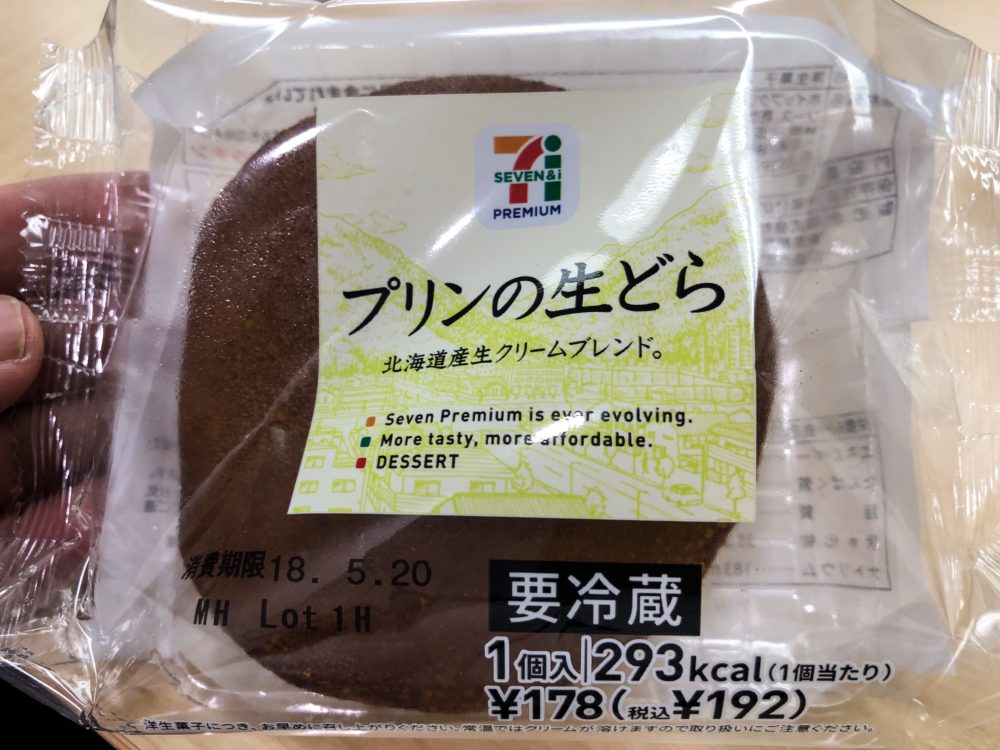 7i
SEVEN&i
PREMIUM
プリンの生どら
北海道産生クリームブレンド。
Seven Premium is ever evolving.
More tasty, more affordable.
DESSERT
消費期限 18. 5.20
MH Lot 1H
要冷蔵
1個入|293kcal(1個当たり)
¥178(税込¥192)
洋生菓子につき、お早めに召し上がりください。常温ではクリームが溶けますので取り扱いにご注意ください。